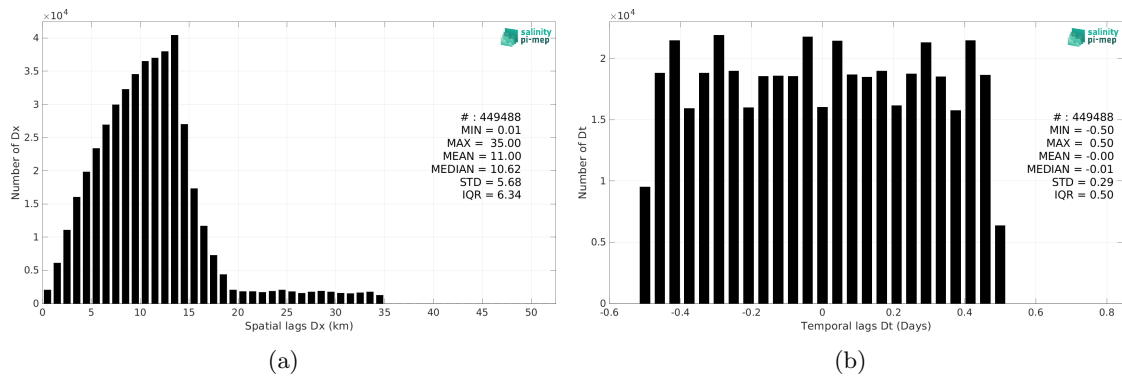 ×10⁴
4
3.5
3
2.5
2
1.5
1
0.5
0
Number of Dx
salinity
pi-mep
# : 449488
MIN = 0.01
MAX = 35.00
MEAN = 11.00
MEDIAN = 10.62
STD = 5.68
IQR = 6.34
0 5 10 15 20 25 30 35 40 45 50
Spatial lags Dx (km)
(a)
×10⁴
2
1.5
1
0.5
0
Number of Dt
salinity
pi-mep
# : 449488
MIN = -0.50
MAX = 0.50
MEAN = -0.00
MEDIAN = -0.01
STD = 0.29
IQR = 0.50
-0.6 -0.4 -0.2 0 0.2 0.4 0.6 0.8
Temporal lags Dt (Days)
(b)